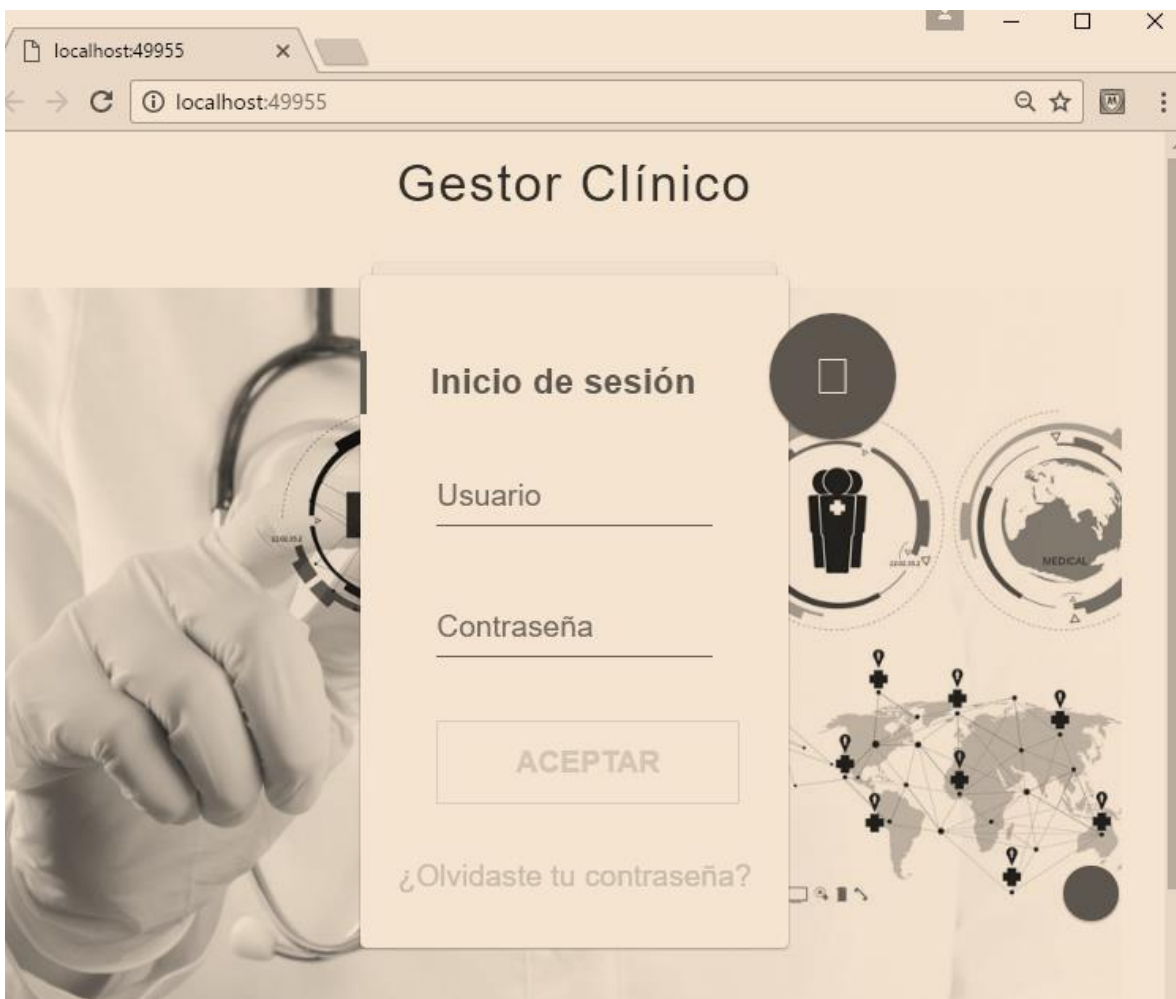 localhost:49955
localhost:49955
Gestor Clínico
Inicio de sesión
Usuario
Contraseña
MEDICAL
ACEPTAR
¿Olvidaste tu contraseña?